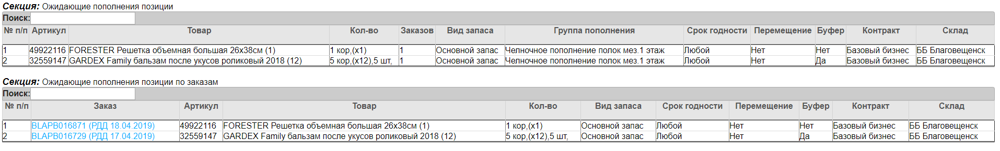 Секция: Ожидающие пополнения позиции
Поиск:
№ п/п Артикул Товар Кол-во Заказов Вид запаса Группа пополнения Срок годности Перемещение Буфер Контракт Склад
1 49922116 FORESTER Решетка объемная большая 26х38см (1) 1 кор,(х1) 1 Основной запас Челночное пополнение полок мез.1 этаж Любой Нет Нет Базовый бизнес ББ Благовещенск
2 32559147 GARDEX Family бальзам после укусов роликовый 2018 (12) 5 кор,(х12),5 шт, 1 Основной запас Челночное пополнение полок мез.1 этаж Любой Нет Да Базовый бизнес ББ Благовещенск
Секция: Ожидающие пополнения позиции по заказам
Поиск:
№ п/п Заказ Артикул Товар Кол-во Вид запаса Срок годности Перемещение Буфер Контракт Склад
1 BLAPB016871 (РДД 18.04.2019) 49922116 FORESTER Решетка объемная большая 26х38см (1) 1 кор,(х1) Основной запас Любой Нет Нет Базовый бизнес ББ Благовещенск
2 BLAPB016729 (РДД 17.04.2019) 32559147 GARDEX Family бальзам после укусов роликовый 2018 (12) 5 кор,(х12),5 шт, Основной запас Любой Нет Да Базовый бизнес ББ Благовещенск